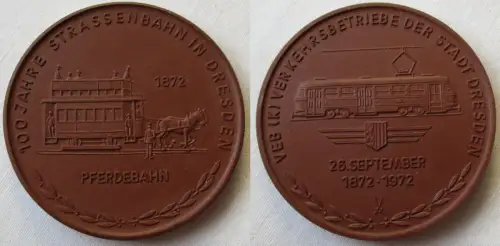 100 JAHRE STRASSENBAHN IN DRESDEN
1872
PFERDEBAHN
VEB (K) VERKEHRSBETRIEBE DER STADT DRESDEN
26. SEPTEMBER
1872 · 1972